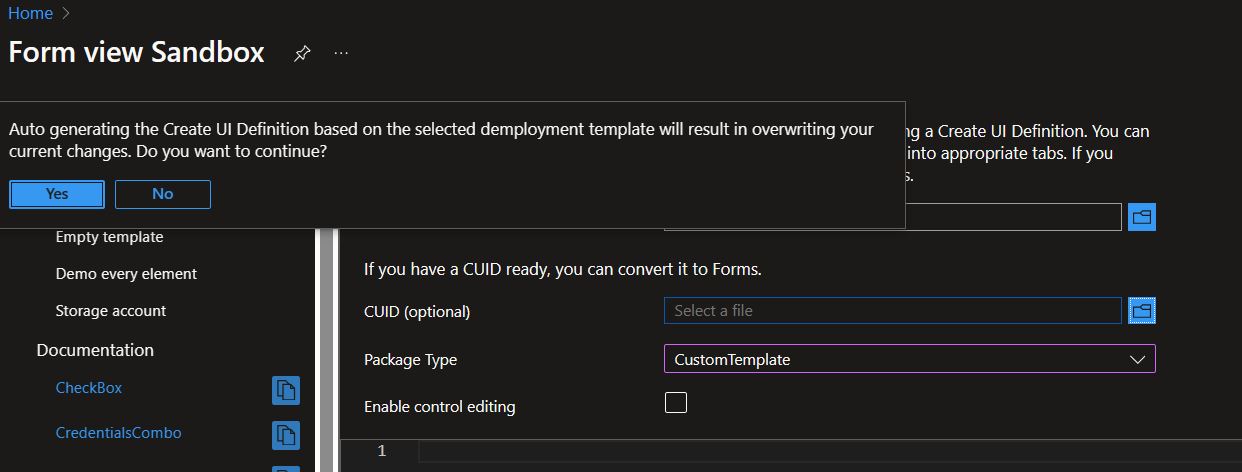 Home >
Form view Sandbox
...
Auto generating the Create UI Definition based on the selected demployment template will result in overwriting your
current changes. Do you want to continue?
Yes No
ng a Create UI Definition. You can
into appropriate tabs. If you
s.
Empty template
Demo every element
Storage account
Documentation
CheckBox
CredentialsCombo
If you have a CUID ready, you can convert it to Forms.
CUID (optional) Select a file
Package Type CustomTemplate
Enable control editing
1